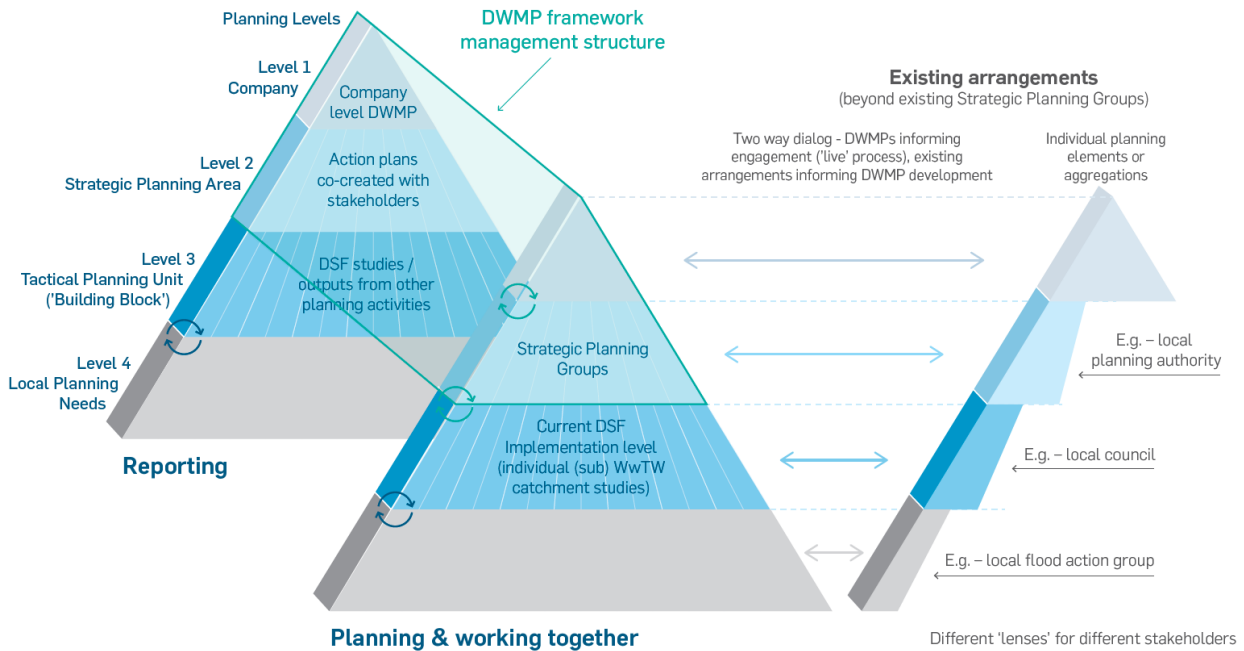 Planning Levels
Level 1
Company
Level 2
Strategic Planning Area
Level 3
Tactical Planning Unit
('Building Block')
Level 4
Local Planning
Needs
Company
level DWMP
Action plans
co-created with
stakeholders
DSF studies /
outputs from other
planning activities
Reporting
DWMP framework
management structure
Strategic Planning
Groups
Current DSF
Implementation level
(individual (sub) WwTW
catchment studies)
Planning & working together
Existing arrangements
(beyond existing Strategic Planning Groups)
Two way dialog - DWMPs informing
engagement ('live' process), existing
arrangements informing DWMP development
Individual planning
elements or
aggregations
E.g. – local
planning authority
E.g. – local council
E.g. – local flood action group
Different 'lenses' for different stakeholders